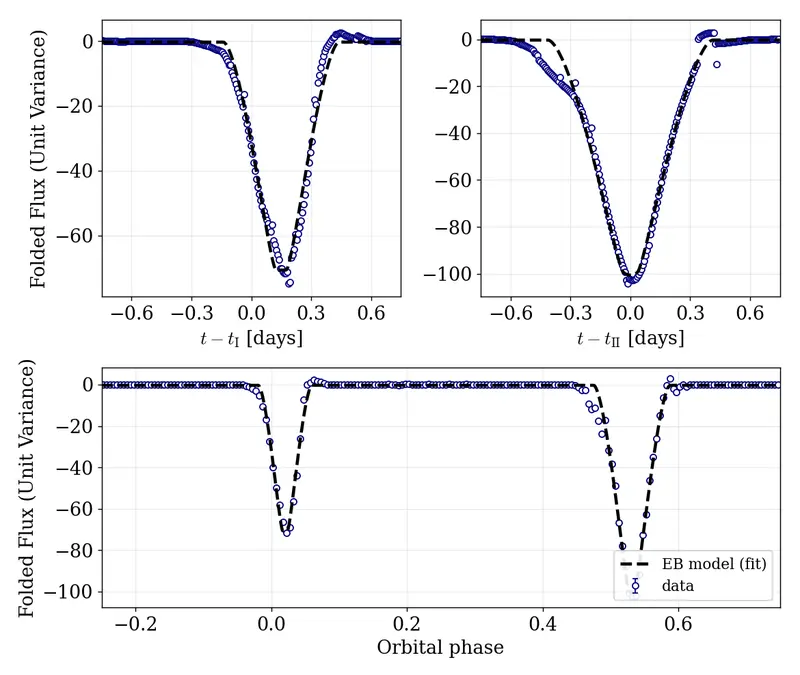 Folded Flux (Unit Variance)
0
−20
−40
−60
−0.6 −0.3 0.0 0.3 0.6
t − t_I [days]
0
−20
−40
−60
−80
−100
−0.6 −0.3 0.0 0.3 0.6
t − t_II [days]
Folded Flux (Unit Variance)
0
−20
−40
−60
−80
−100
−0.2 0.0 0.2 0.4 0.6
Orbital phase
EB model (fit)
data